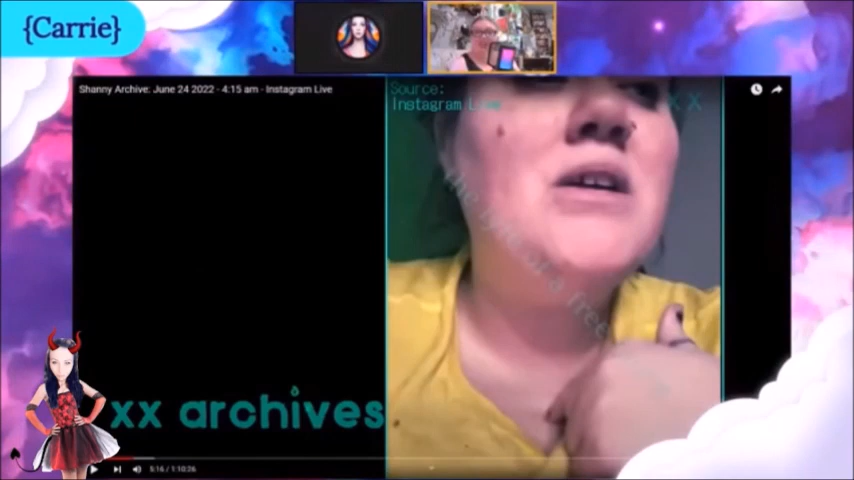 {Carrie}
Shanny Archive: June 24 2022 - 4:15 am - Instagram Live
Source:
Instagram Live
XX
xx archives
5:16 / 1:10:26